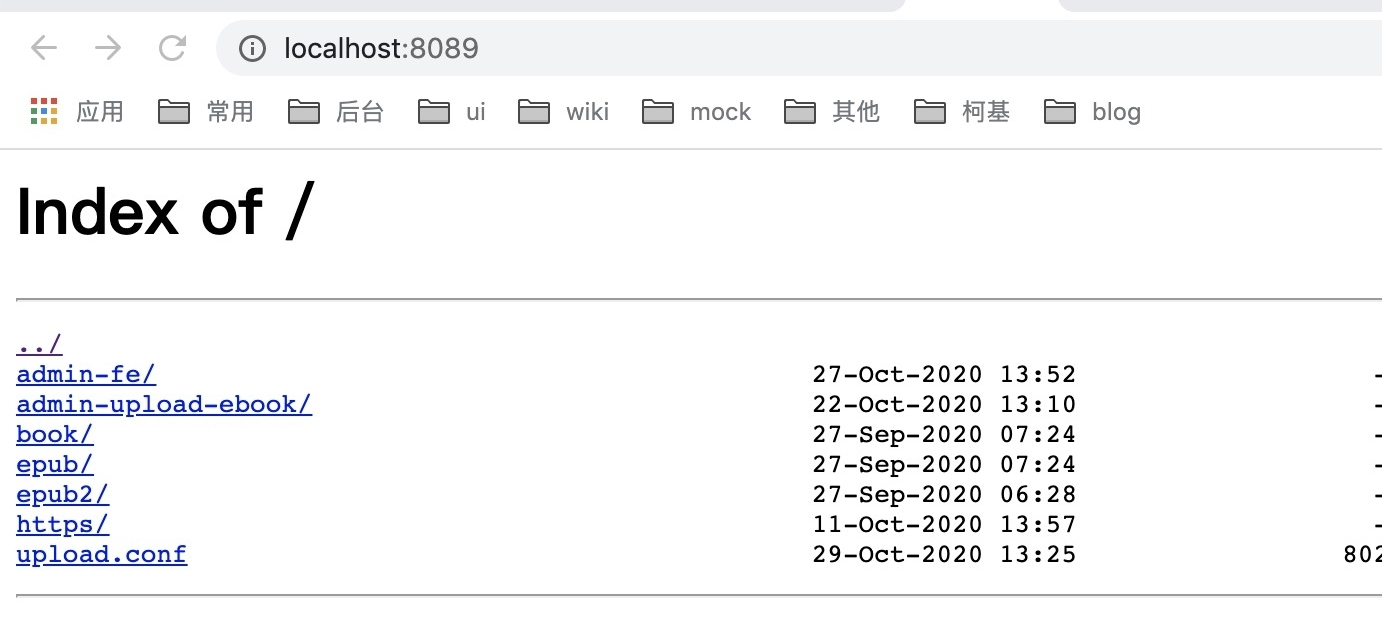 localhost:8089
应用 常用 后台 ui wiki mock 其他 柯基 blog
Index of /
../
admin-fe/ 27-Oct-2020 13:52 -
admin-upload-ebook/ 22-Oct-2020 13:10 -
book/ 27-Sep-2020 07:24 -
epub/ 27-Sep-2020 07:24 -
epub2/ 27-Sep-2020 06:28 -
https/ 11-Oct-2020 13:57 -
upload.conf 29-Oct-2020 13:25 802